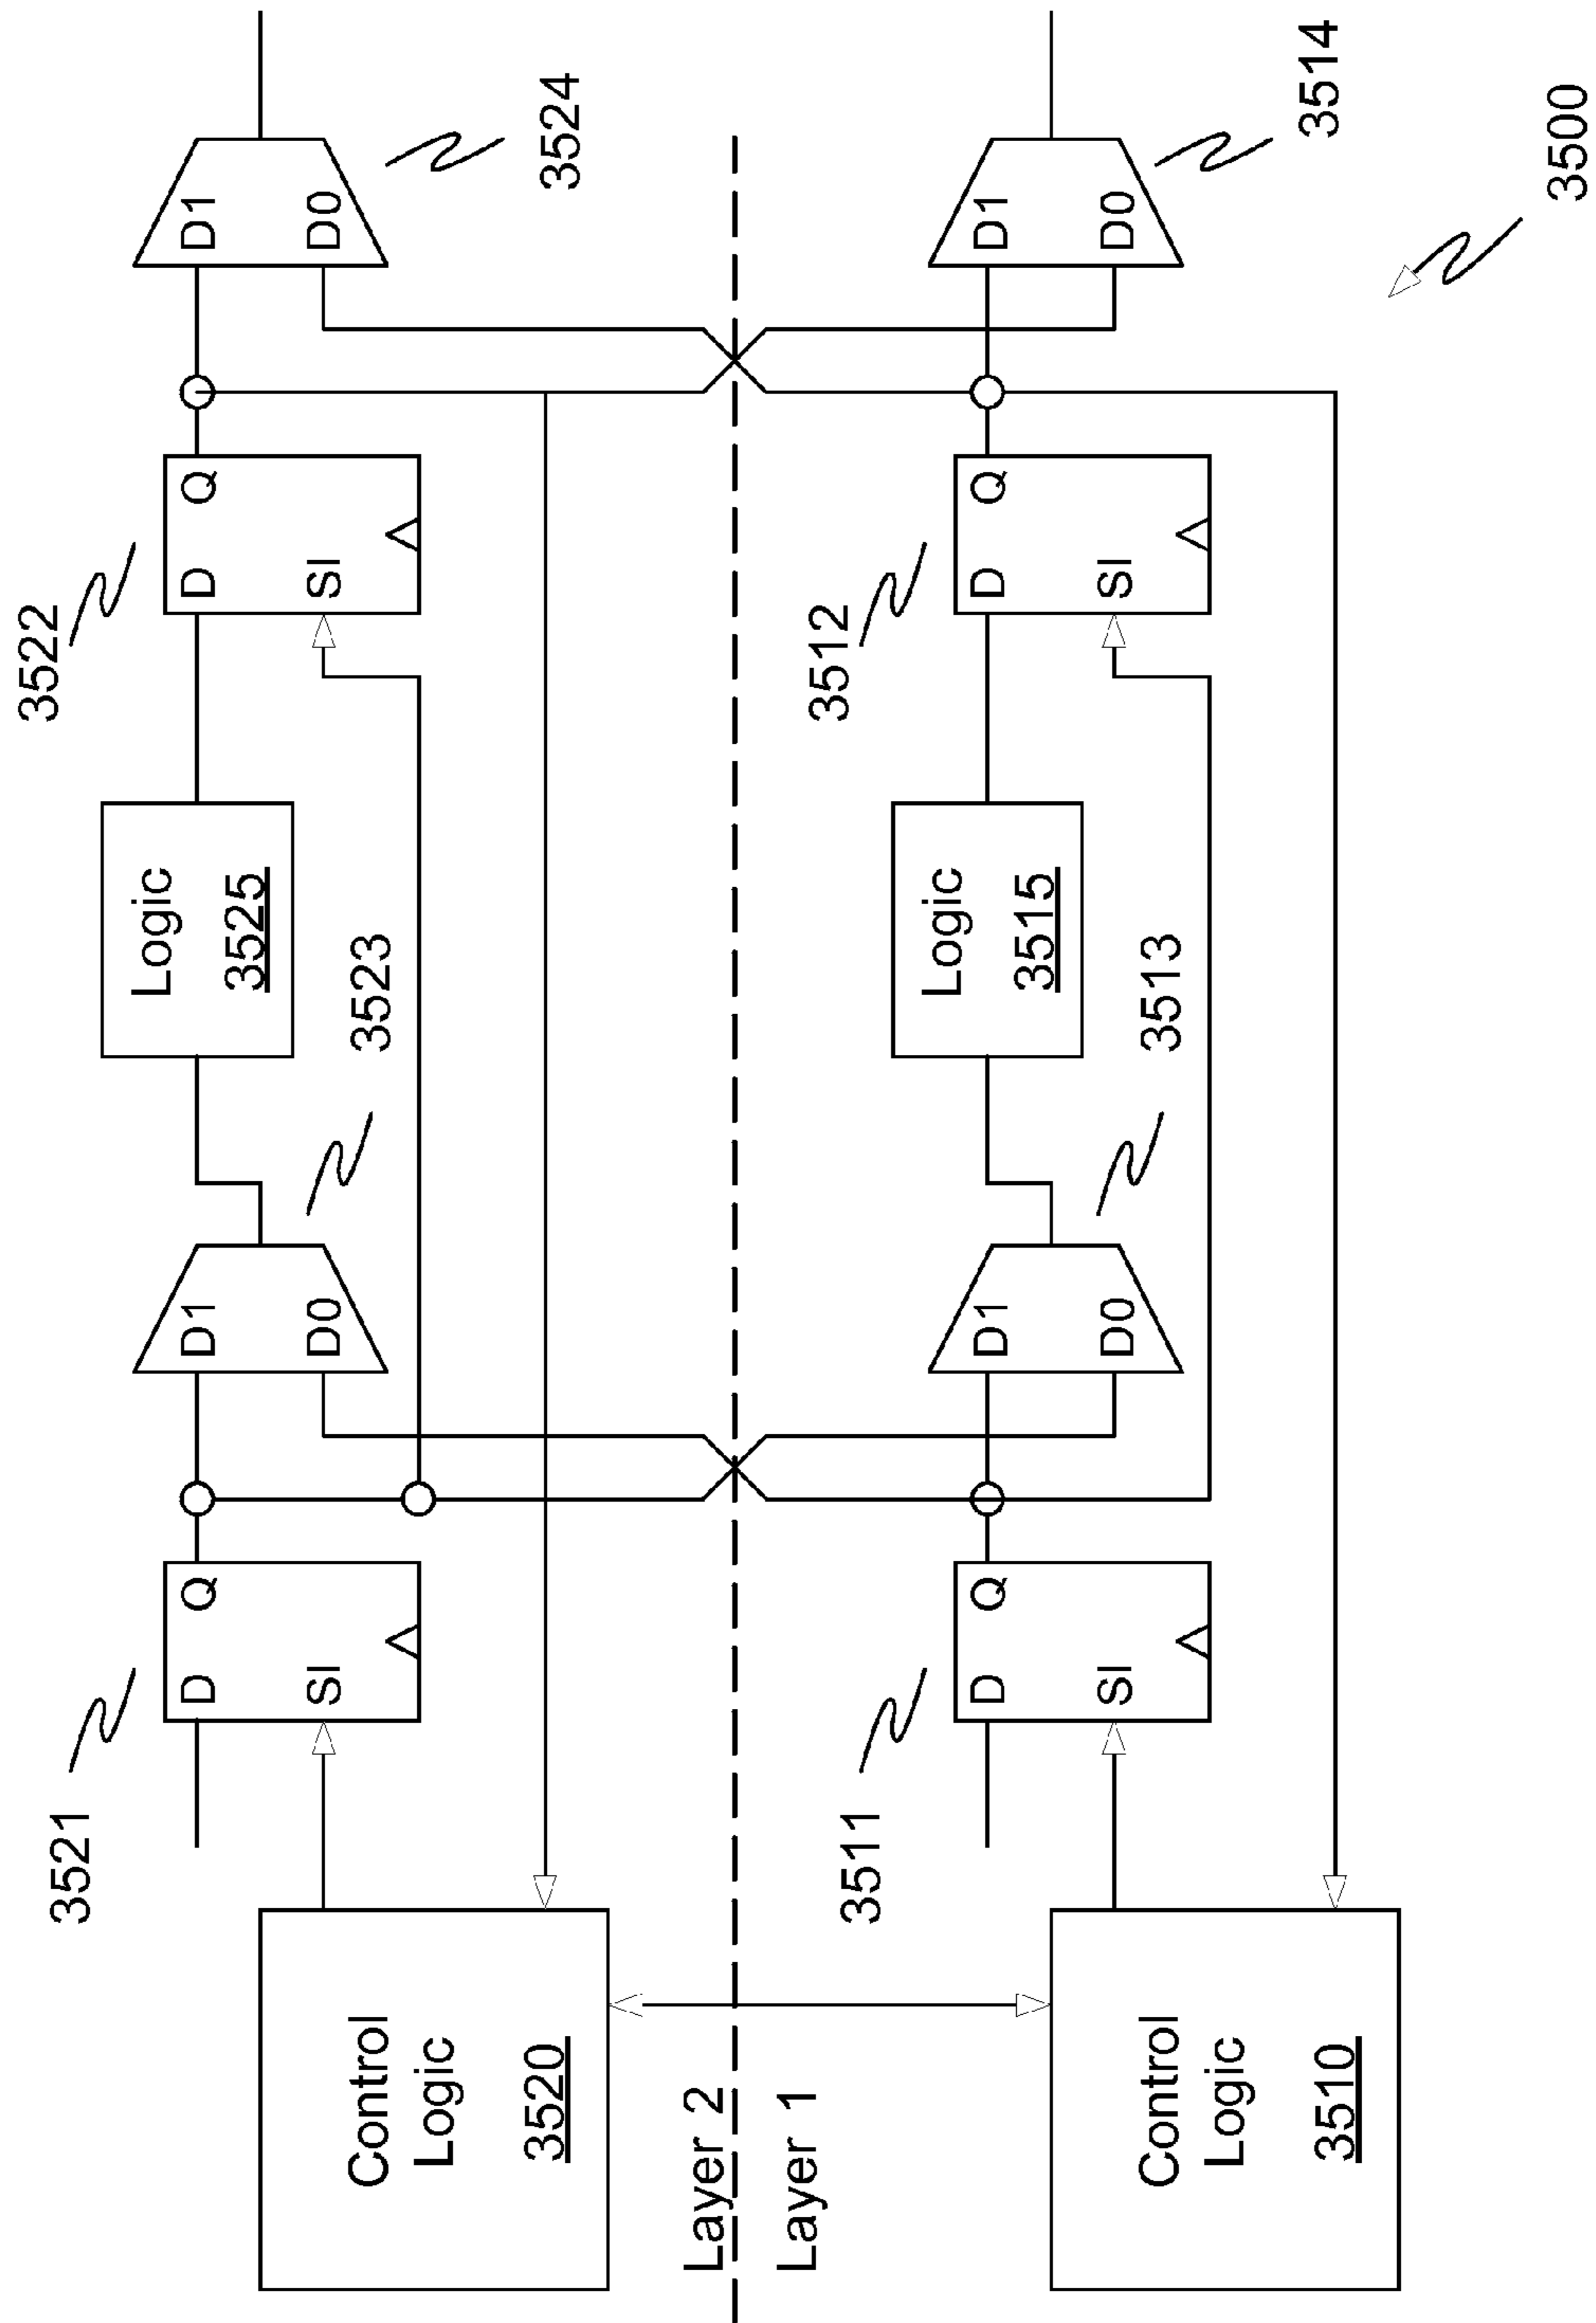 3522
3521
D Q
SI
D1
D0
Logic
3525
D Q
SI
D1
D0
3524
3523
Control
Logic
3520
Layer 2
Layer 1
3511
3512
D Q
SI
D1
D0
Logic
3515
D Q
SI
D1
D0
3514
3513
Control
Logic
3510
3500